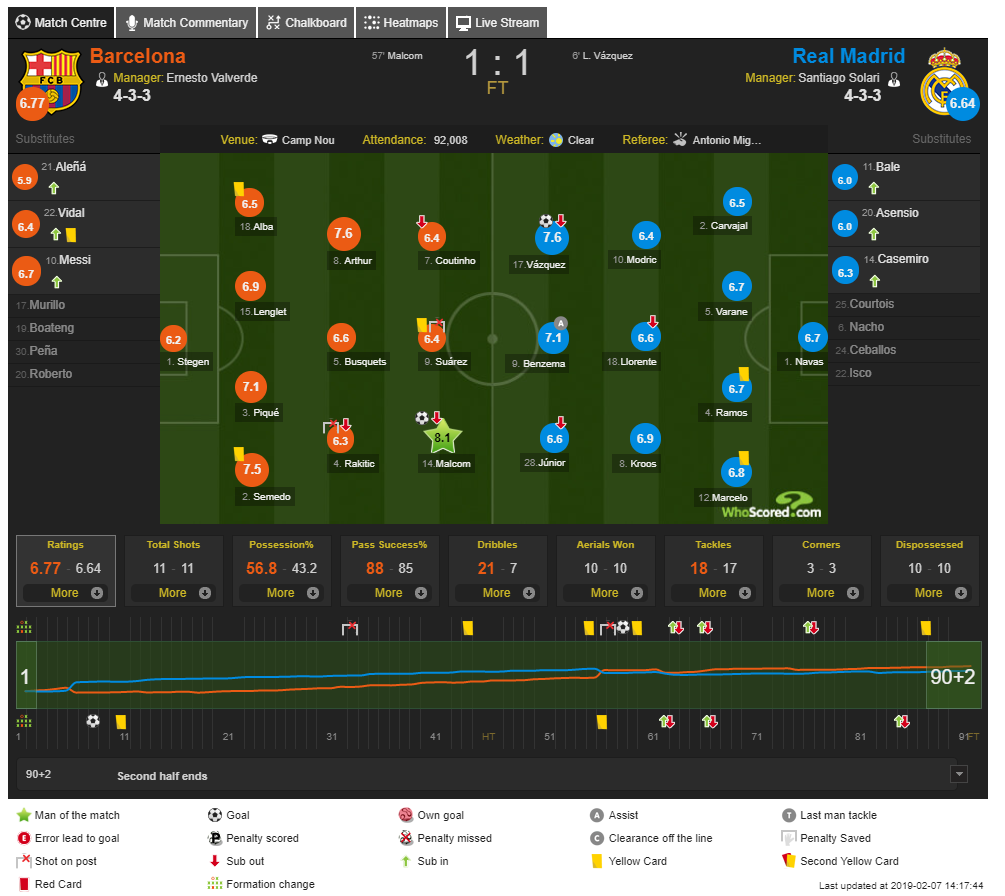 Match Centre Match Commentary Chalkboard Heatmaps Live Stream
Barcelona 57' Malcom 1 : 1 6' L. Vázquez Real Madrid
FT
Manager: Ernesto Valverde Manager: Santiago Solari
4-3-3 4-3-3
FCB
6.77 6.64
Substitutes Venue: Camp Nou Attendance: 92,008 Weather: Clear Referee: Antonio Mig... Substitutes
21.Aleñá
5.9
22.Vidal
6.4
10.Messi
6.7
17.Murillo
19.Boateng
30.Peña
20.Roberto
6.5
18.Alba
7.6
8. Arthur
6.4
7. Coutinho
7.6
17.Vázquez
6.4
10.Modric
6.5
2. Carvajal
6.9
15.Lenglet
6.7
5. Varane
6.2
1. Stegen
6.6
5. Busquets
6.4
9. Suárez
A
7.1
9. Benzema
6.6
18.Llorente
6.7
1. Navas
7.1
3. Piqué
6.7
4. Ramos
6.3
4. Rakitic
8.1
14.Malcom
6.6
28.Júnior
6.9
8. Kroos
7.5
2. Semedo
6.8
12.Marcelo
WhoScored.com
11.Bale
6.0
20.Asensio
6.0
14.Casemiro
6.3
25.Courtois
6. Nacho
24.Ceballos
22.Isco
Ratings Total Shots Possession% Pass Success% Dribbles Aerials Won Tackles Corners Dispossessed
6.77 - 6.64 11 - 11 56.8 - 43.2 88 - 85 21 - 7 10 - 10 18 - 17 3 - 3 10 - 10
More More More More More More More More More
1 90+2
1 11 21 31 41 HT 51 61 71 81 91 FT
90+2 Second half ends
Man of the match Goal Own goal A Assist T Last man tackle
E Error lead to goal Penalty scored Penalty missed C Clearance off the line Penalty Saved
Shot on post Sub out Sub in Yellow Card Second Yellow Card
Red Card Formation change
Last updated at 2019-02-07 14:17:44